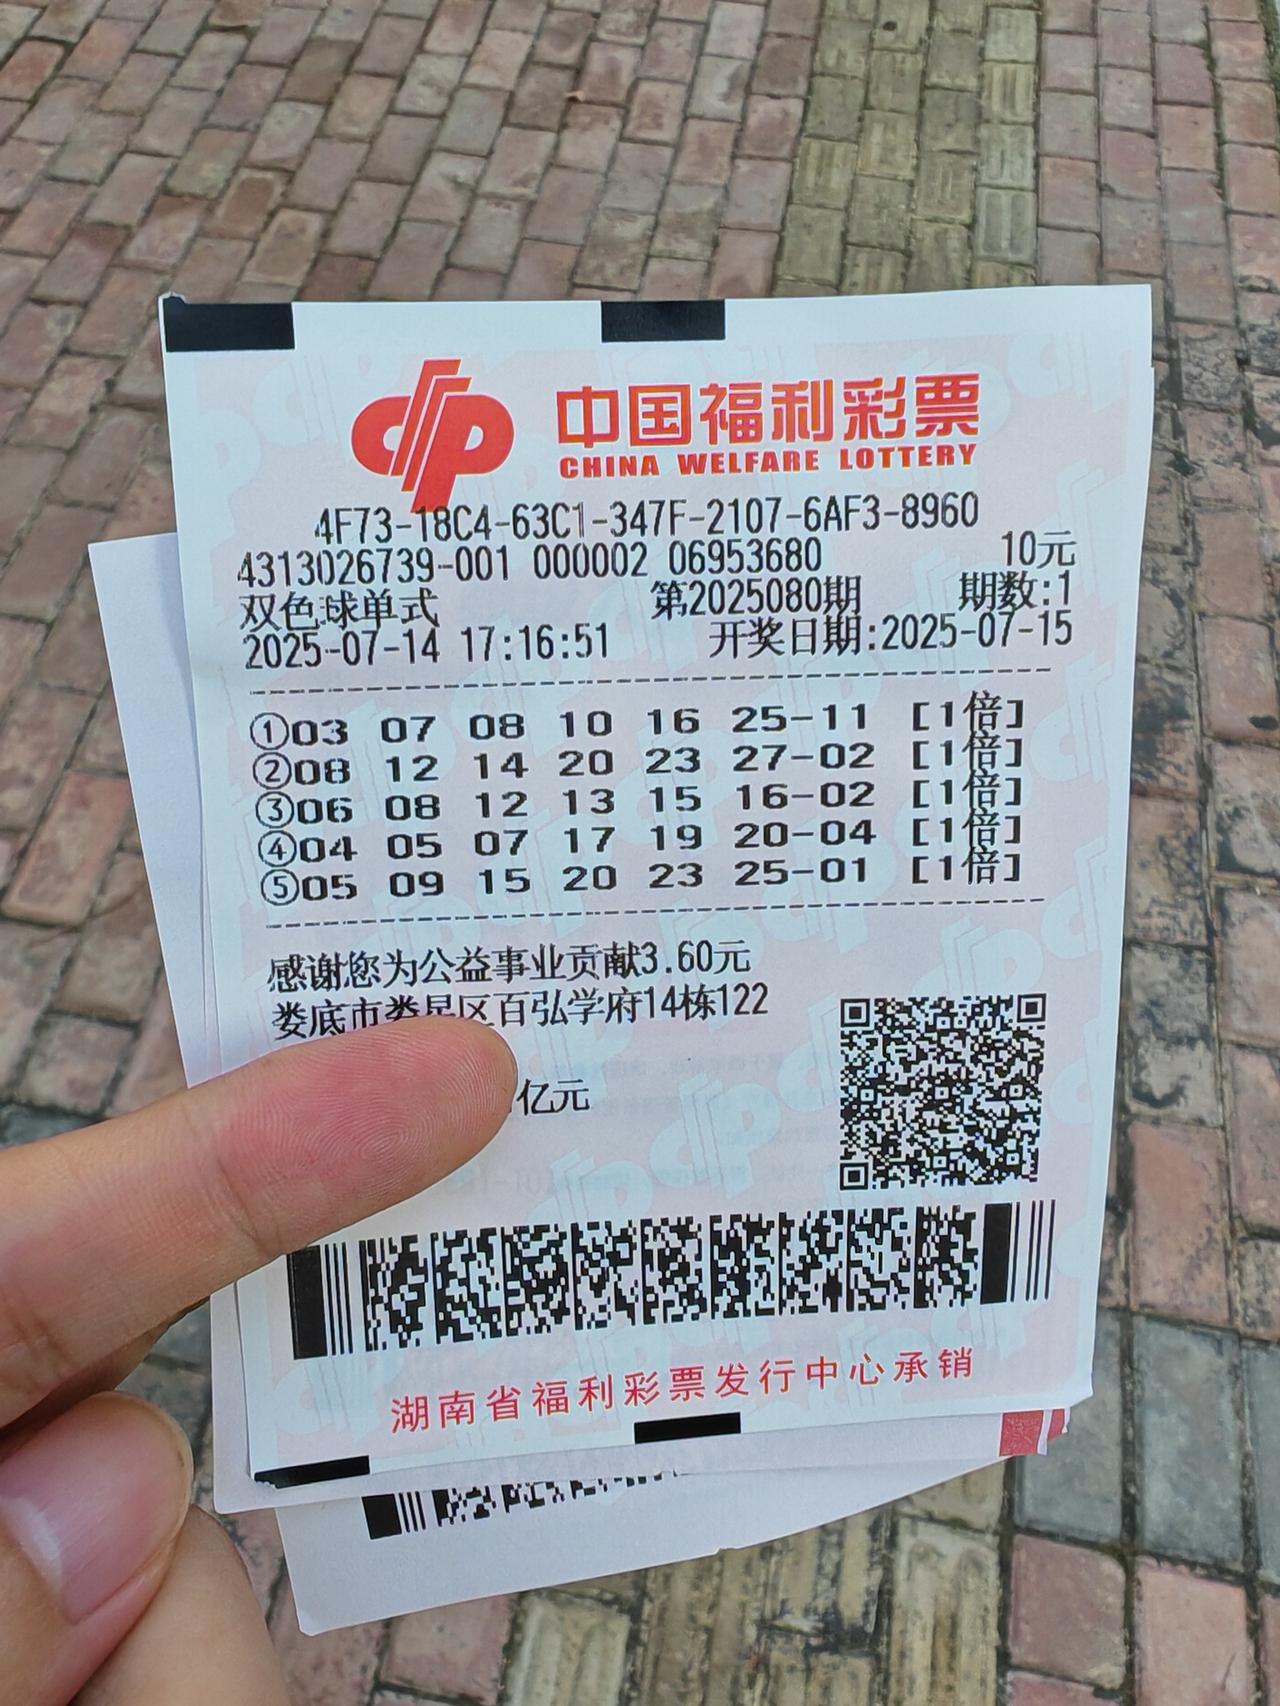 中国福利彩票
CHINA WELFARE LOTTERY
4F73-18C4-63C1-347F-2107-6AF3-8960
4313026739-001 000002 06953680 10元
双色球单式 第2025080期 期数:1
2025-07-14 17:16:51 开奖日期:2025-07-15
①03 07 08 10 16 25-11 [1倍]
②08 12 14 20 23 27-02 [1倍]
③06 08 12 13 15 16-02 [1倍]
④04 05 07 17 19 20-04 [1倍]
⑤05 09 15 20 23 25-01 [1倍]
感谢您为公益事业贡献3.60元
娄底市娄星区百弘学府14栋122
亿元
湖南省福利彩票发行中心承销